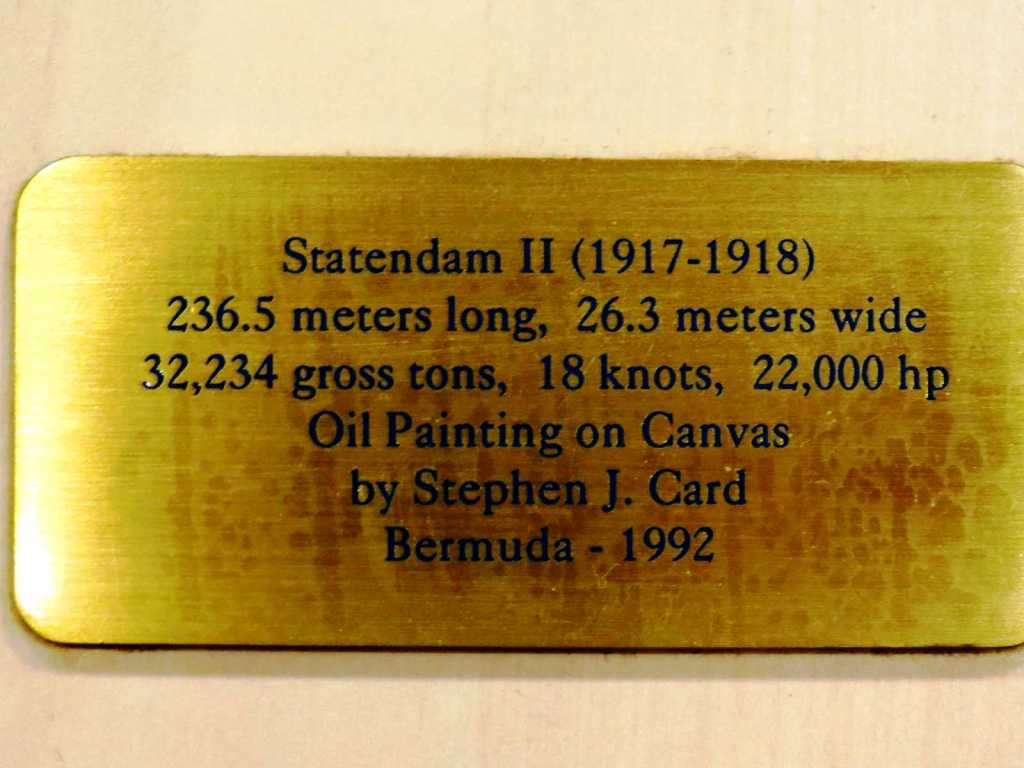 Statendam II (1917-1918)
236.5 meters long, 26.3 meters wide
32,234 gross tons, 18 knots, 22,000 hp
Oil Painting on Canvas
by Stephen J. Card
Bermuda - 1992